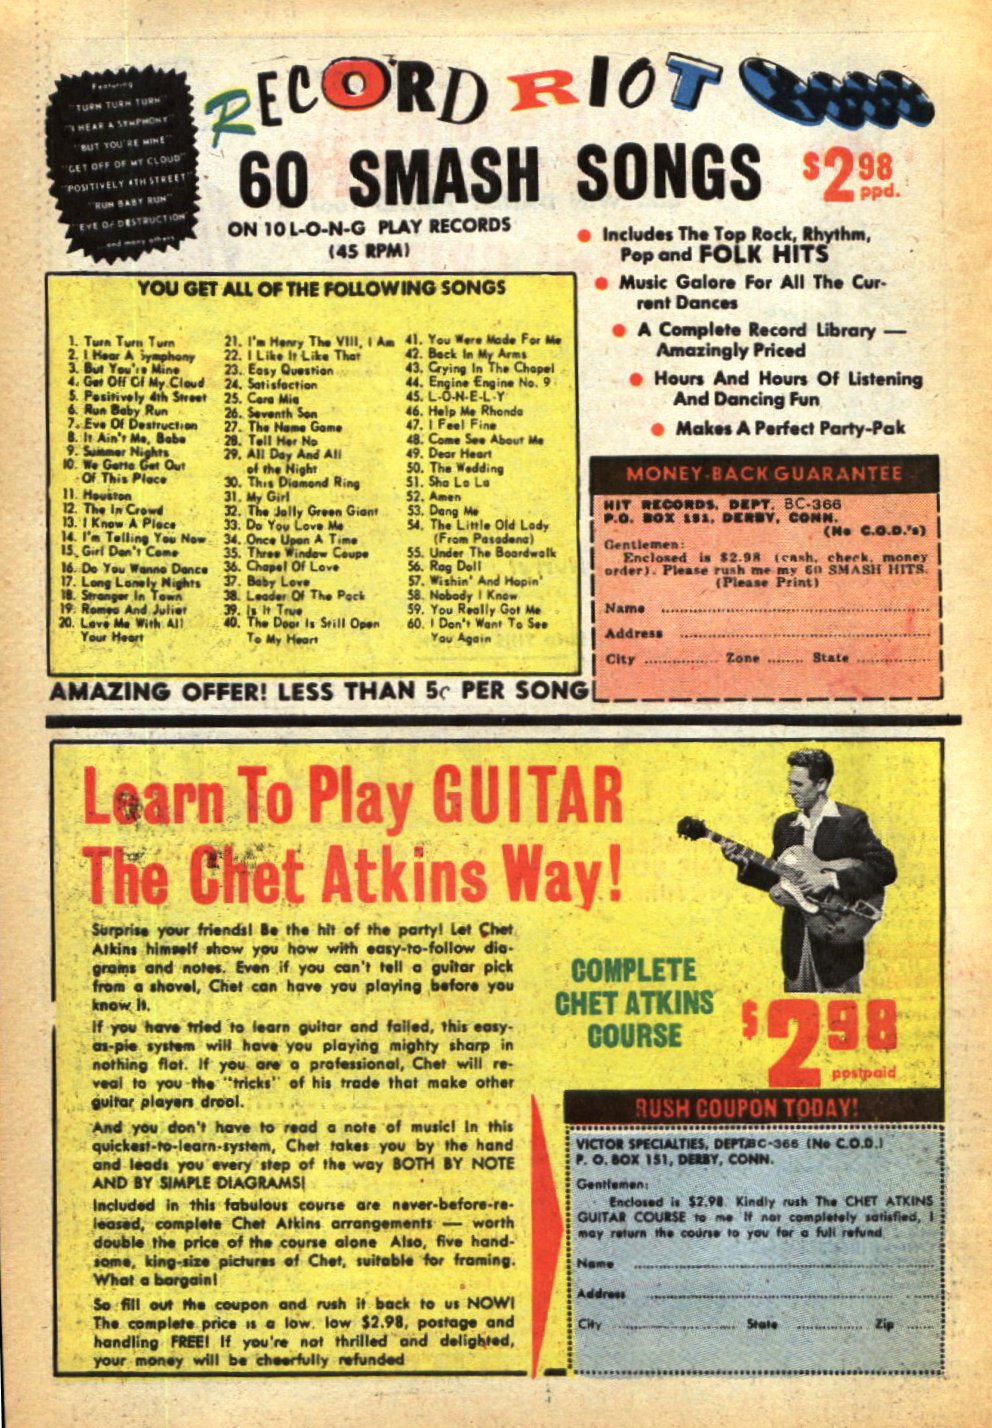 Featuring
"TURN TURN TURN"
"I HEAR A SYMPHONY"
"BUT YOU'RE MINE"
"GET OFF OF MY CLOUD"
"POSITIVELY 4TH STREET"
"RUN BABY RUN"
"EVE OF DESTRUCTION"
...and many others
RECORD RIOT
60 SMASH SONGS
$2.98 ppd.
ON 10 L-O-N-G PLAY RECORDS
(45 RPM)
• Includes The Top Rock, Rhythm,
Pop and FOLK HITS
• Music Galore For All The Cur-
rent Dances
• A Complete Record Library —
Amazingly Priced
• Hours And Hours Of Listening
And Dancing Fun
• Makes A Perfect Party-Pak
YOU GET ALL OF THE FOLLOWING SONGS
1. Turn Turn Turn
2. I Hear A Symphony
3. But You're Mine
4. Get Off Of My Cloud
5. Positively 4th Street
6. Run Baby Run
7. Eve Of Destruction
8. It Ain't Me, Babe
9. Summer Nights
10. We Gotta Get Out
Of This Place
11. Houston
12. The In Crowd
13. I Know A Place
14. I'm Telling You Now
15. Girl Don't Come
16. Do You Wanna Dance
17. Long Lonely Nights
18. Stranger In Town
19. Romeo And Juliet
20. Love Me With All
Your Heart
21. I'm Henry The VIII, I Am
22. I Like It Like That
23. Easy Question
24. Satisfaction
25. Cara Mia
26. Seventh Son
27. The Name Game
28. Tell Her No
29. All Day And All
of the Night
30. This Diamond Ring
31. My Girl
32. The Jolly Green Giant
33. Do You Love Me
34. Once Upon A Time
35. Three Window Coupe
36. Chapel Of Love
37. Baby Love
38. Leader Of The Pack
39. Is It True
40. The Door Is Still Open
To My Heart
41. You Were Made For Me
42. Back In My Arms
43. Crying In The Chapel
44. Engine Engine No. 9
45. L-O-N-E-L-Y
46. Help Me Rhonda
47. I Feel Fine
48. Come See About Me
49. Dear Heart
50. The Wedding
51. Sha La La
52. Amen
53. Dang Me
54. The Little Old Lady
(From Pasadena)
55. Under The Boardwalk
56. Rag Doll
57. Wishin' And Hopin'
58. Nobody I Know
59. You Really Got Me
60. I Don't Want To See
You Again
AMAZING OFFER! LESS THAN 5¢ PER SONG
MONEY-BACK GUARANTEE
HIT RECORDS, DEPT. BC-366
P.O. BOX 151, DERBY, CONN.
(No C.O.D.'s)
Gentlemen:
Enclosed is $2.98 (cash, check, money
order). Please rush me my 60 SMASH HITS.
(Please Print)
Name
Address
City Zone State
Learn To Play GUITAR
The Chet Atkins Way!
Surprise your friends! Be the hit of the party! Let Chet
Atkins himself show you how with easy-to-follow dia-
grams and notes. Even if you can't tell a guitar pick
from a shovel, Chet can have you playing before you
know it.
If you have tried to learn guitar and failed, this easy-
as-pie system will have you playing mighty sharp in
nothing flat. If you are a professional, Chet will re-
veal to you the "tricks" of his trade that make other
guitar players drool.
And you don't have to read a note of music! In this
quickest-to-learn-system, Chet takes you by the hand
and leads you every step of the way BOTH BY NOTE
AND BY SIMPLE DIAGRAMS!
Included in this fabulous course are never-before-re-
leased, complete Chet Atkins arrangements — worth
double the price of the course alone Also, five hand-
some, king-size pictures of Chet, suitable for framing.
What a bargain!
So fill out the coupon and rush it back to us NOW!
The complete price is a low, low $2.98, postage and
handling FREE! If you're not thrilled and delighted,
your money will be cheerfully refunded
COMPLETE
CHET ATKINS
COURSE
$2.98
postpaid
RUSH COUPON TODAY!
VICTOR SPECIALTIES, DEPT.BC-366 (No C.O.D.)
P. O. BOX 151, DERBY, CONN.
Gentlemen:
Enclosed is $2.98. Kindly rush The CHET ATKINS
GUITAR COURSE to me If not completely satisfied, I
may return the course to you for a full refund
Name
Address
City State Zip